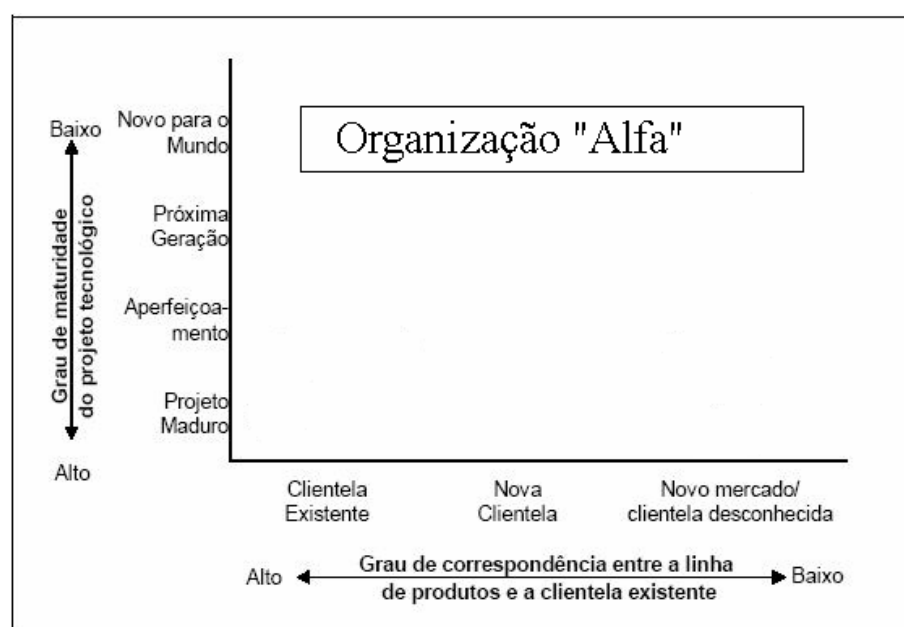 Organização "Alfa"
Baixo
Novo para o
Mundo
Próxima
Geração
Aperfeiçoa-
mento
Projeto
Maduro
Grau de maturidade
do projeto tecnológico
Alto
Clientela
Existente
Nova
Clientela
Novo mercado/
clientela desconhecida
Alto
Grau de correspondência entre a linha
de produtos e a clientela existente
Baixo